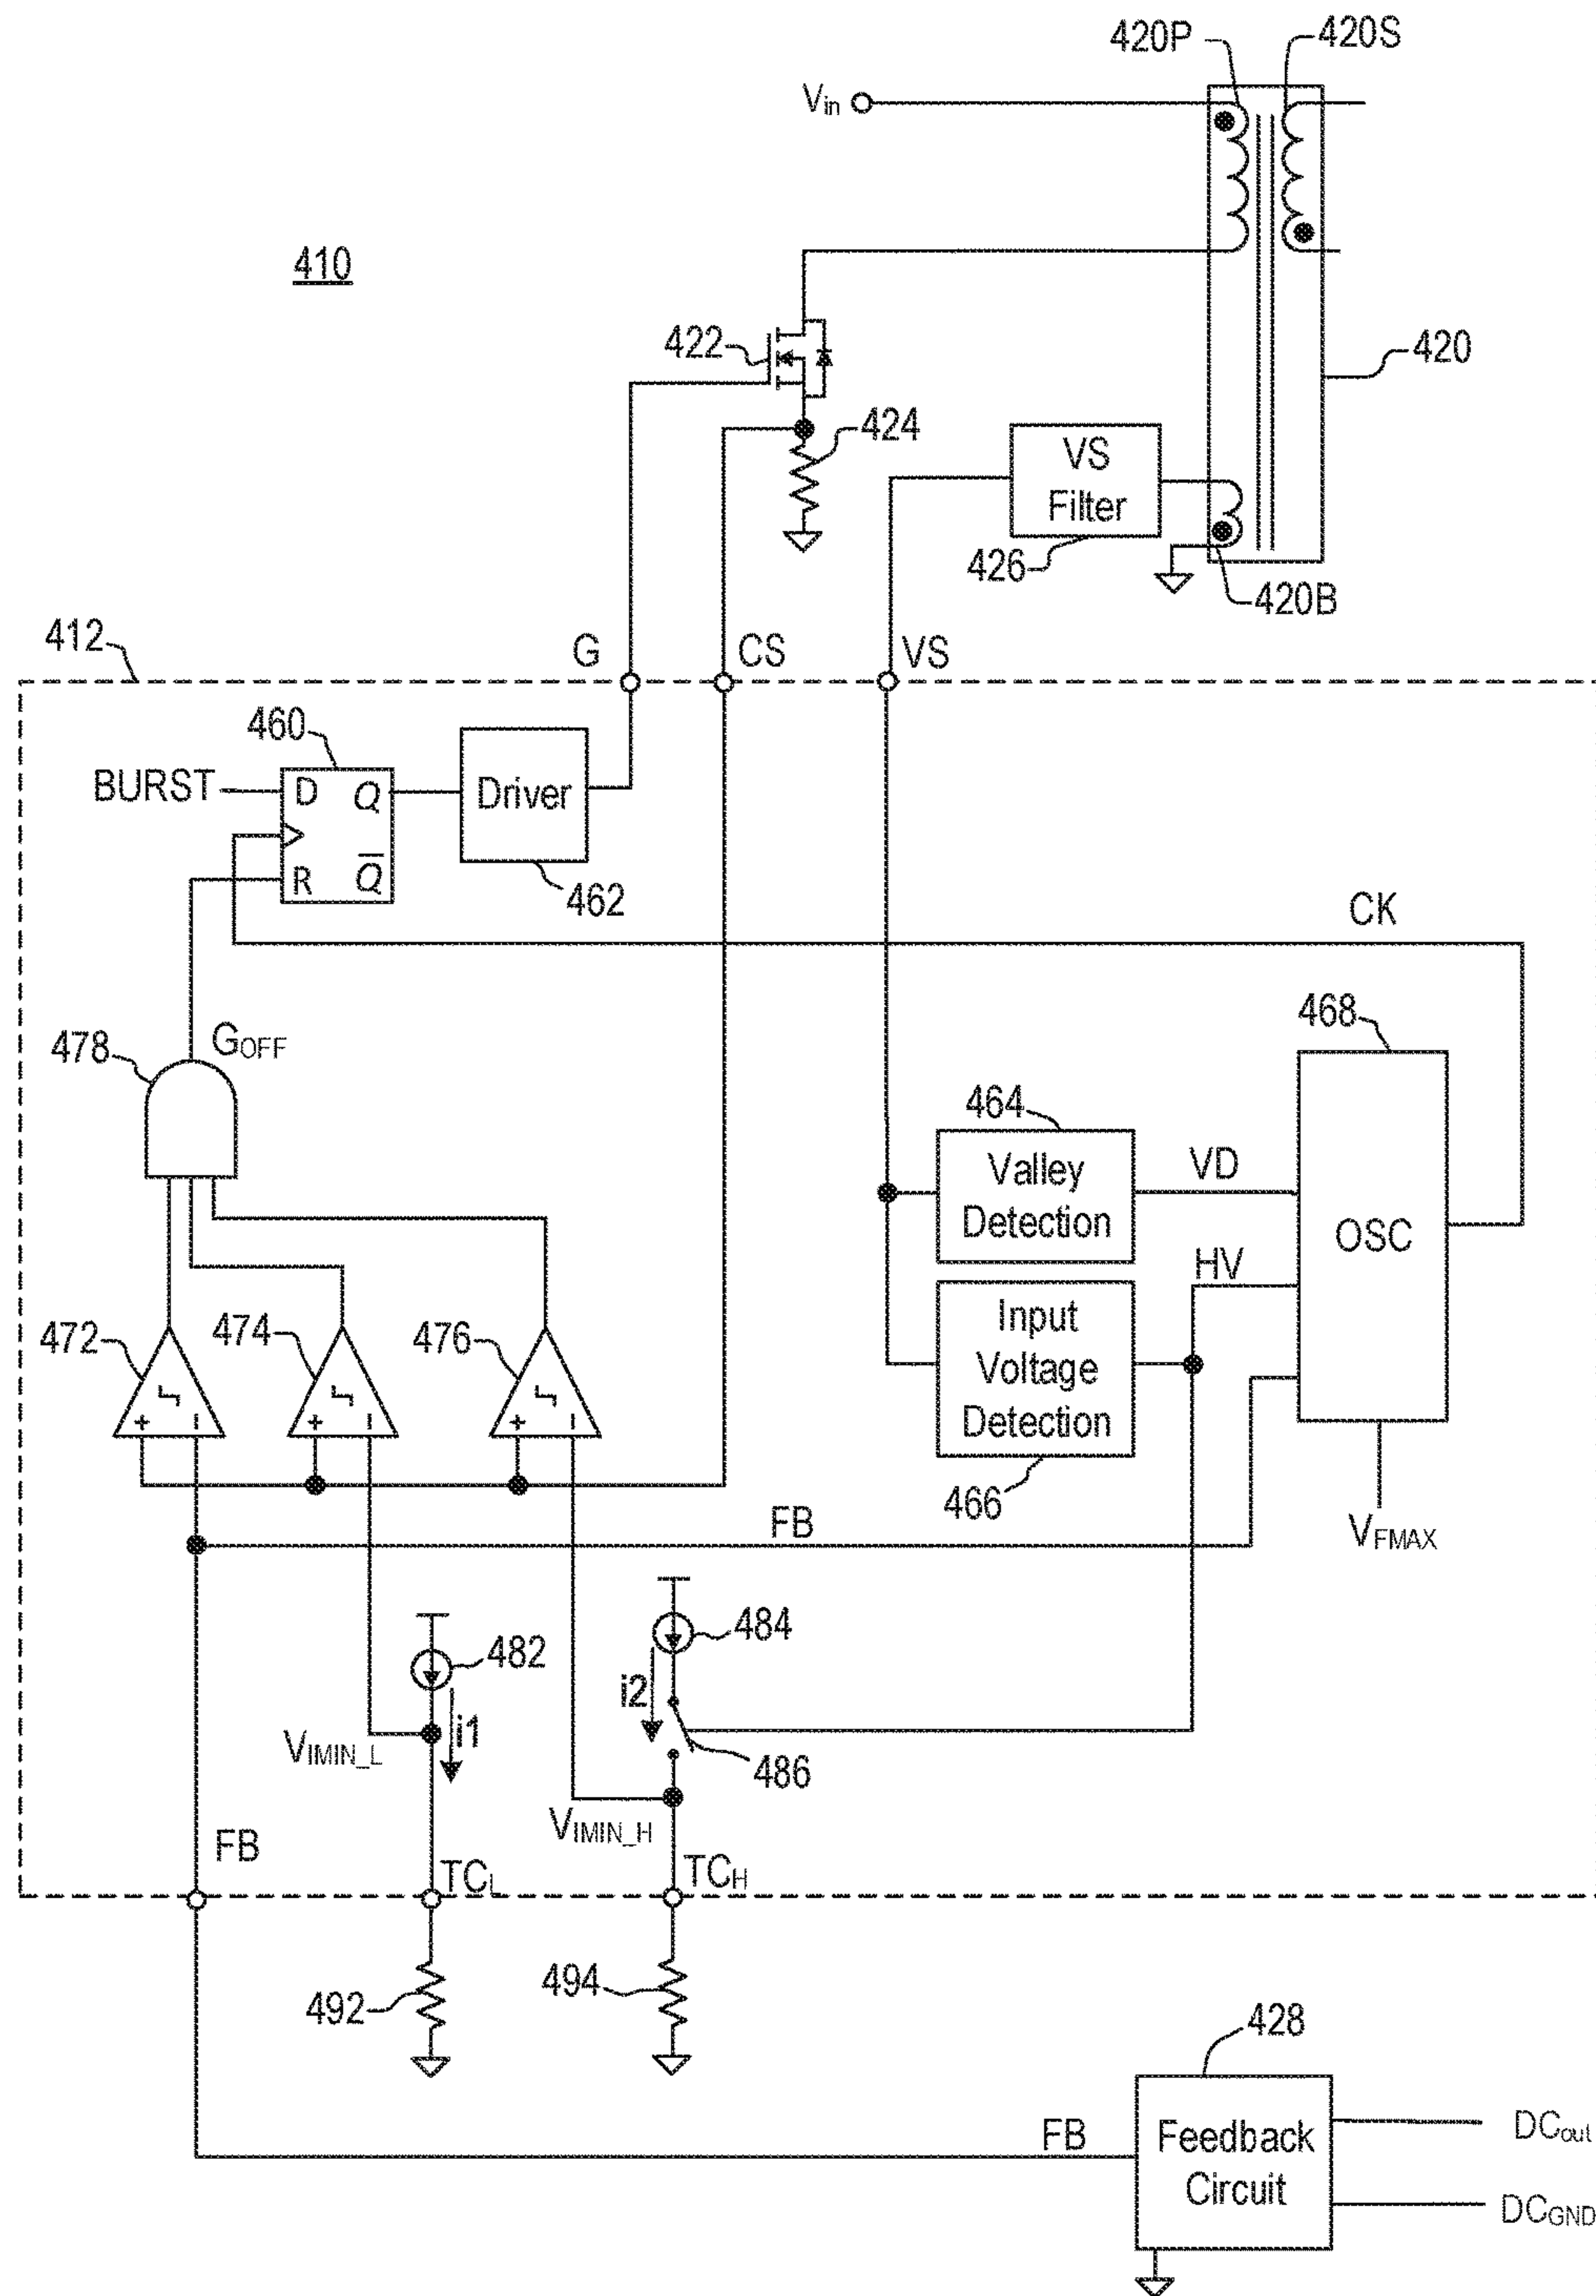 420P
420S
Vin
410
422
420
424
VS
Filter
426
420B
412
G
CS
VS
460
BURST
D
Q
Driver
R
Q̅
462
CK
478
GOFF
468
464
Valley
Detection
VD
OSC
HV
472
474
476
Input
Voltage
Detection
+
−
+
−
+
−
466
FB
VFMAX
482
484
i2
i1
VIMIN_L
486
VIMIN_H
FB
TCL
TCH
492
494
428
FB
Feedback
Circuit
DCout
DCGND